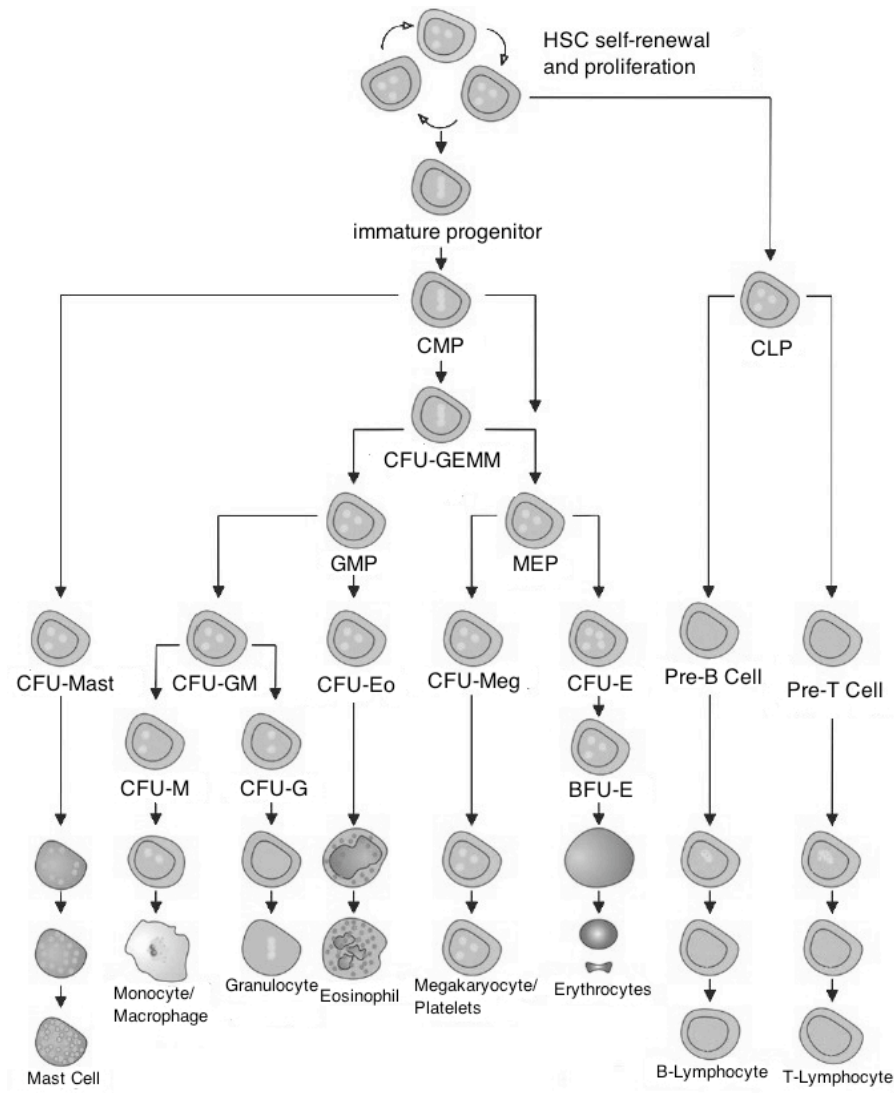 HSC self-renewal
and proliferation
immature progenitor
CMP
CLP
CFU-GEMM
GMP
MEP
CFU-Mast
CFU-GM
CFU-Eo
CFU-Meg
CFU-E
Pre-B Cell
Pre-T Cell
CFU-M
CFU-G
BFU-E
Monocyte/
Macrophage
Granulocyte
Eosinophil
Megakaryocyte/
Platelets
Erythrocytes
Mast Cell
B-Lymphocyte
T-Lymphocyte